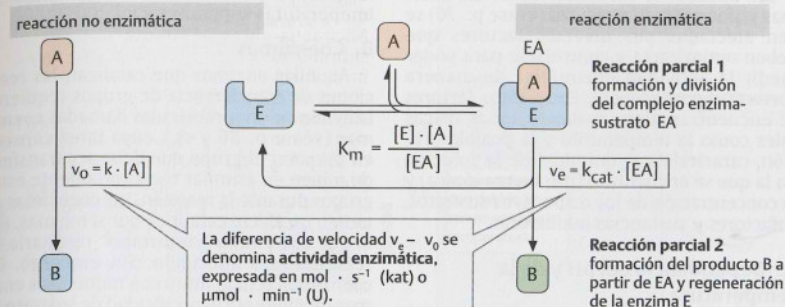 reacción no enzimática
reacción enzimática
A
A
EA
A
E
E
Reacción parcial 1
formación y división
del complejo enzima-
sustrato EA
Km = [E] · [A] / [EA]
v₀ = k · [A]
vₑ = kcat · [EA]
La diferencia de velocidad vₑ – v₀ se
denomina actividad enzimática,
expresada en mol · s⁻¹ (kat) o
μmol · min⁻¹ (U).
B
B
Reacción parcial 2
formación del producto B a
partir de EA y regeneración
de la enzima E